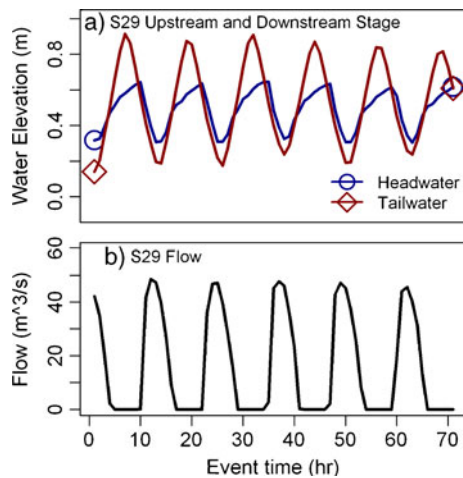 a) S29 Upstream and Downstream Stage
Water Elevation (m)
0.8
0.4
0.0
Headwater
Tailwater
b) S29 Flow
Flow (m^3/s)
60
40
20
0
0 10 20 30 40 50 60 70
Event time (hr)